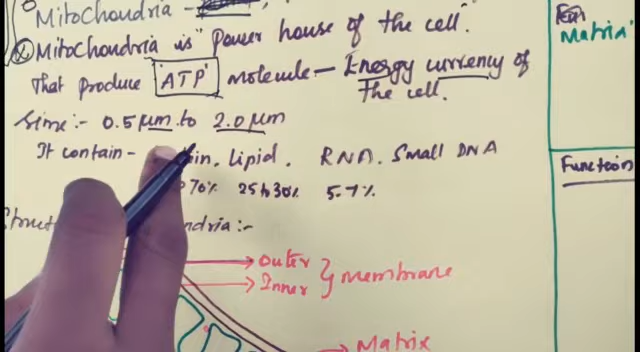 Mitochondria -
Mitochondria is "Power house of the cell".
That produce "ATP" molecule - Energy currency of
the cell.
Size:- 0.5 μm to 2.0 μm
It contain - Lipid. RNA. Small DNA
70% 25 to 30% 5-7%
:-
Outer
Inner
} membrane
Matrix
Matrix
Function